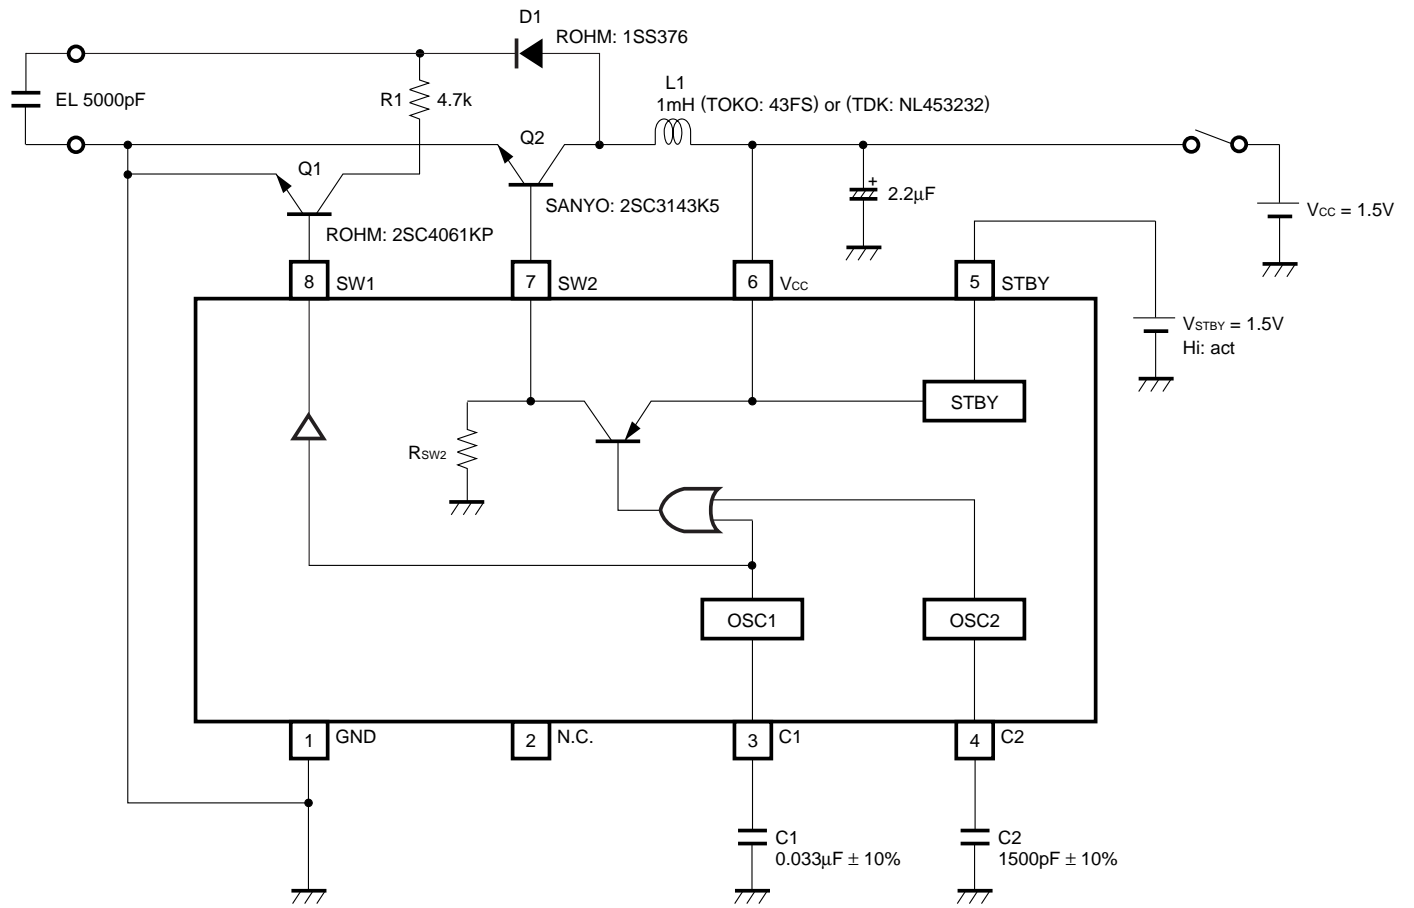 D1
ROHM: 1SS376
EL 5000pF
R1 4.7k
L1
1mH (TOKO: 43FS) or (TDK: NL453232)
Q2
Q1
SANYO: 2SC3143K5
ROHM: 2SC4061KP
+
2.2μF
VCC = 1.5V
8 SW1
7 SW2
6 VCC
5 STBY
VSTBY = 1.5V
Hi: act
STBY
RSW2
OSC1
OSC2
1 GND
2 N.C.
3 C1
4 C2
C1
0.033μF ± 10%
C2
1500pF ± 10%